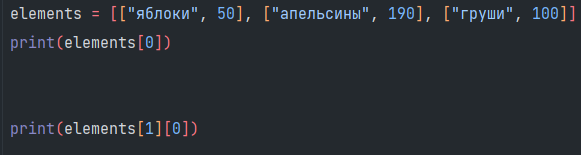 elements = [["яблоки", 50], ["апельсины", 190], ["груши", 100]]
print(elements[0])
print(elements[1][0])